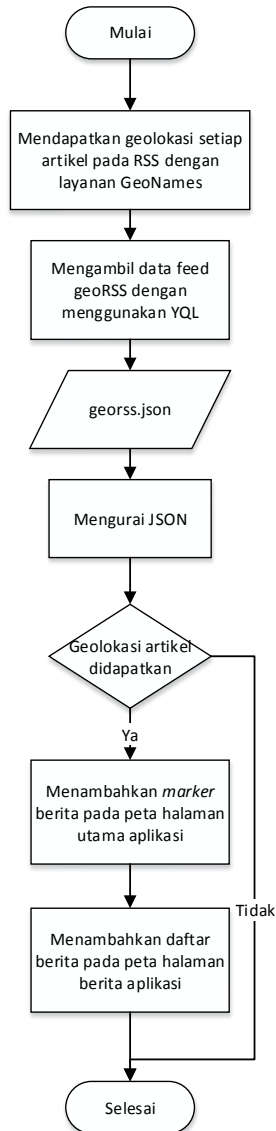 Mulai
Mendapatkan geolokasi setiap
artikel pada RSS dengan
layanan GeoNames
Mengambil data feed
geoRSS dengan
menggunakan YQL
georss.json
Mengurai JSON
Geolokasi artikel
didapatkan
Ya
Menambahkan marker
berita pada peta halaman
utama aplikasi
Tidak
Menambahkan daftar
berita pada peta halaman
berita aplikasi
Selesai